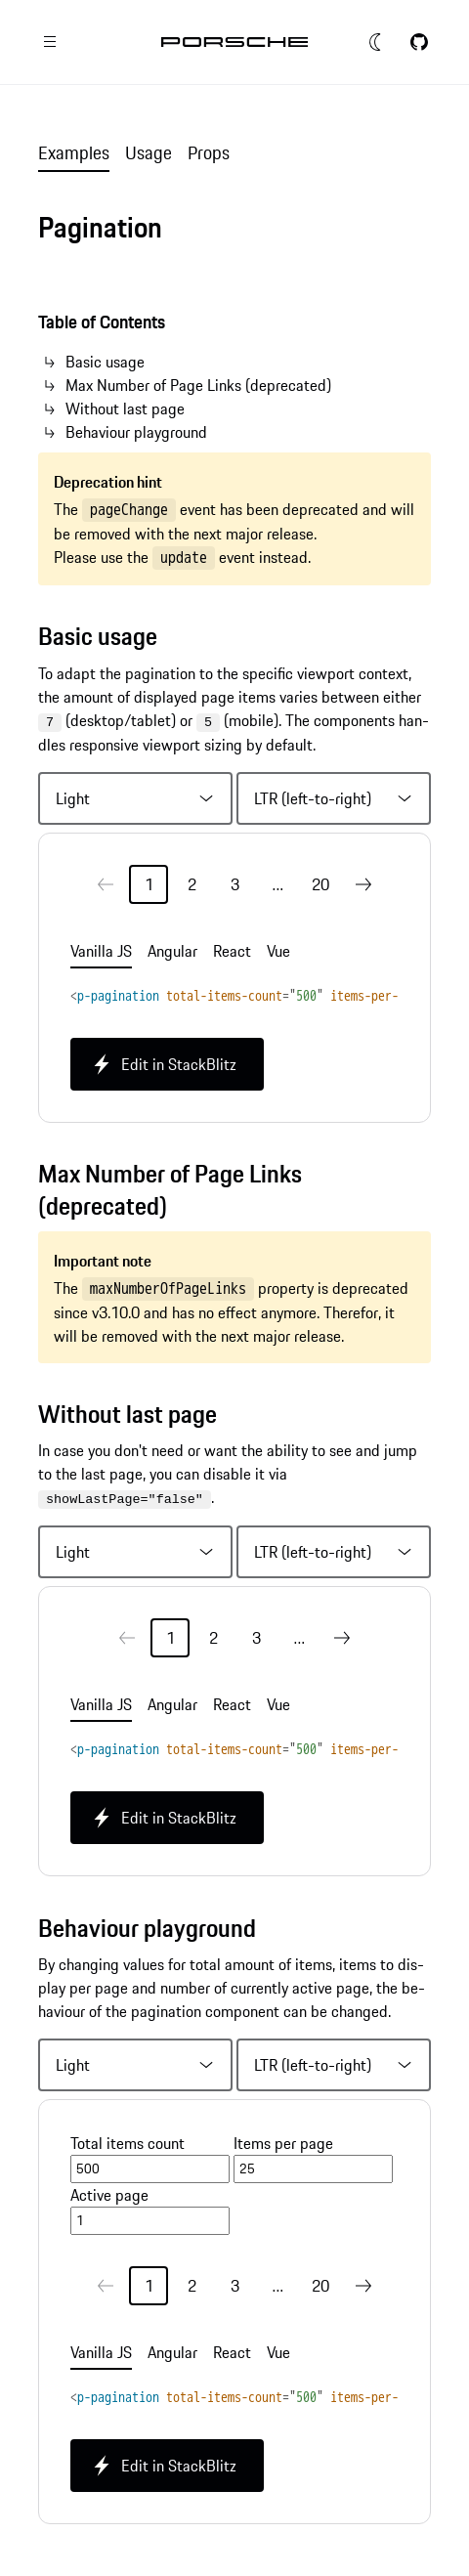 PORSCHE
Examples Usage Props
Pagination
Table of Contents
Basic usage
Max Number of Page Links (deprecated)
Without last page
Behaviour playground
Deprecation hint
The pageChange event has been deprecated and will
be removed with the next major release.
Please use the update event instead.
Basic usage
To adapt the pagination to the specific viewport context,
the amount of displayed page items varies between either
7 (desktop/tablet) or 5 (mobile). The components han-
dles responsive viewport sizing by default.
Light LTR (left-to-right)
1 2 3 … 20
Vanilla JS Angular React Vue
<p-pagination total-items-count="500" items-per-
Edit in StackBlitz
Max Number of Page Links
(deprecated)
Important note
The maxNumberOfPageLinks property is deprecated
since v3.10.0 and has no effect anymore. Therefor, it
will be removed with the next major release.
Without last page
In case you don't need or want the ability to see and jump
to the last page, you can disable it via
showLastPage="false" .
Light LTR (left-to-right)
1 2 3 …
Vanilla JS Angular React Vue
<p-pagination total-items-count="500" items-per-
Edit in StackBlitz
Behaviour playground
By changing values for total amount of items, items to dis-
play per page and number of currently active page, the be-
haviour of the pagination component can be changed.
Light LTR (left-to-right)
Total items count Items per page
500 25
Active page
1
1 2 3 … 20
Vanilla JS Angular React Vue
<p-pagination total-items-count="500" items-per-
Edit in StackBlitz